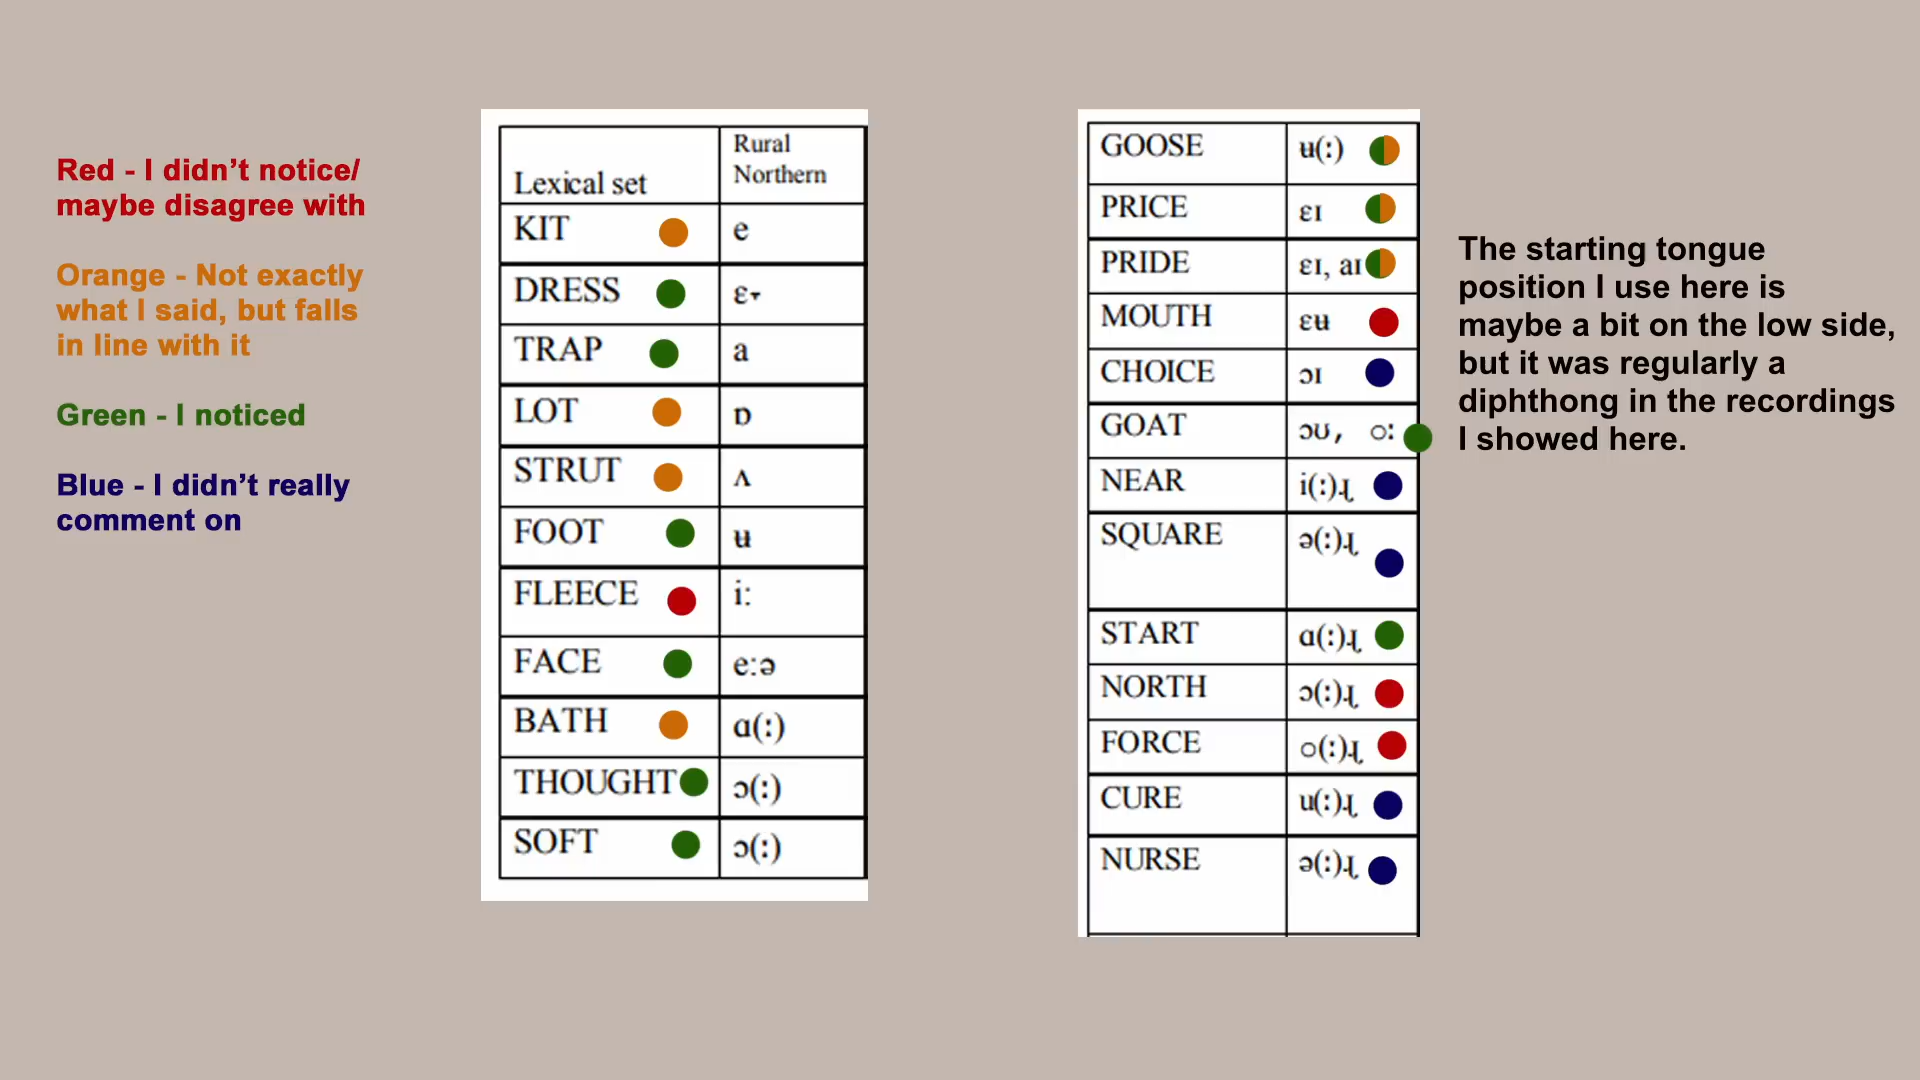 Red - I didn’t notice/
maybe disagree with
Orange - Not exactly
what I said, but falls
in line with it
Green - I noticed
Blue - I didn’t really
comment on
Lexical set Rural
Northern
KIT e
DRESS ɛ˕
TRAP a
LOT ɒ
STRUT ʌ
FOOT ʉ
FLEECE i:
FACE e:ə
BATH ɑ(:)
THOUGHT ɔ(:)
SOFT ɔ(:)
GOOSE ʉ(:)
PRICE ɛɪ
PRIDE ɛɪ, aɪ
MOUTH ɛʉ
CHOICE ɔɪ
GOAT ɔʊ, o:
NEAR i(:)ɻ
SQUARE ə(:)ɻ
START ɑ(:)ɻ
NORTH ɔ(:)ɻ
FORCE o(:)ɻ
CURE u(:)ɻ
NURSE ə(:)ɻ
The starting tongue
position I use here is
maybe a bit on the low side,
but it was regularly a
diphthong in the recordings
I showed here.